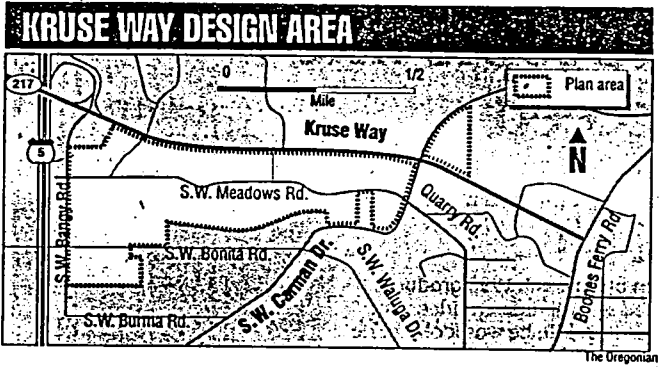 KRUSE WAY DESIGN AREA
217
0 1/2
Mile
Plan area
Kruse Way
N
5
S.W. Bangy Rd.
S.W. Meadows Rd.
Quarry Rd.
Boones Ferry Rd.
S.W. Bonita Rd.
S.W. Carman Dr.
S.W. Waluga Dr.
S.W. Burma Rd.
The Oregonian